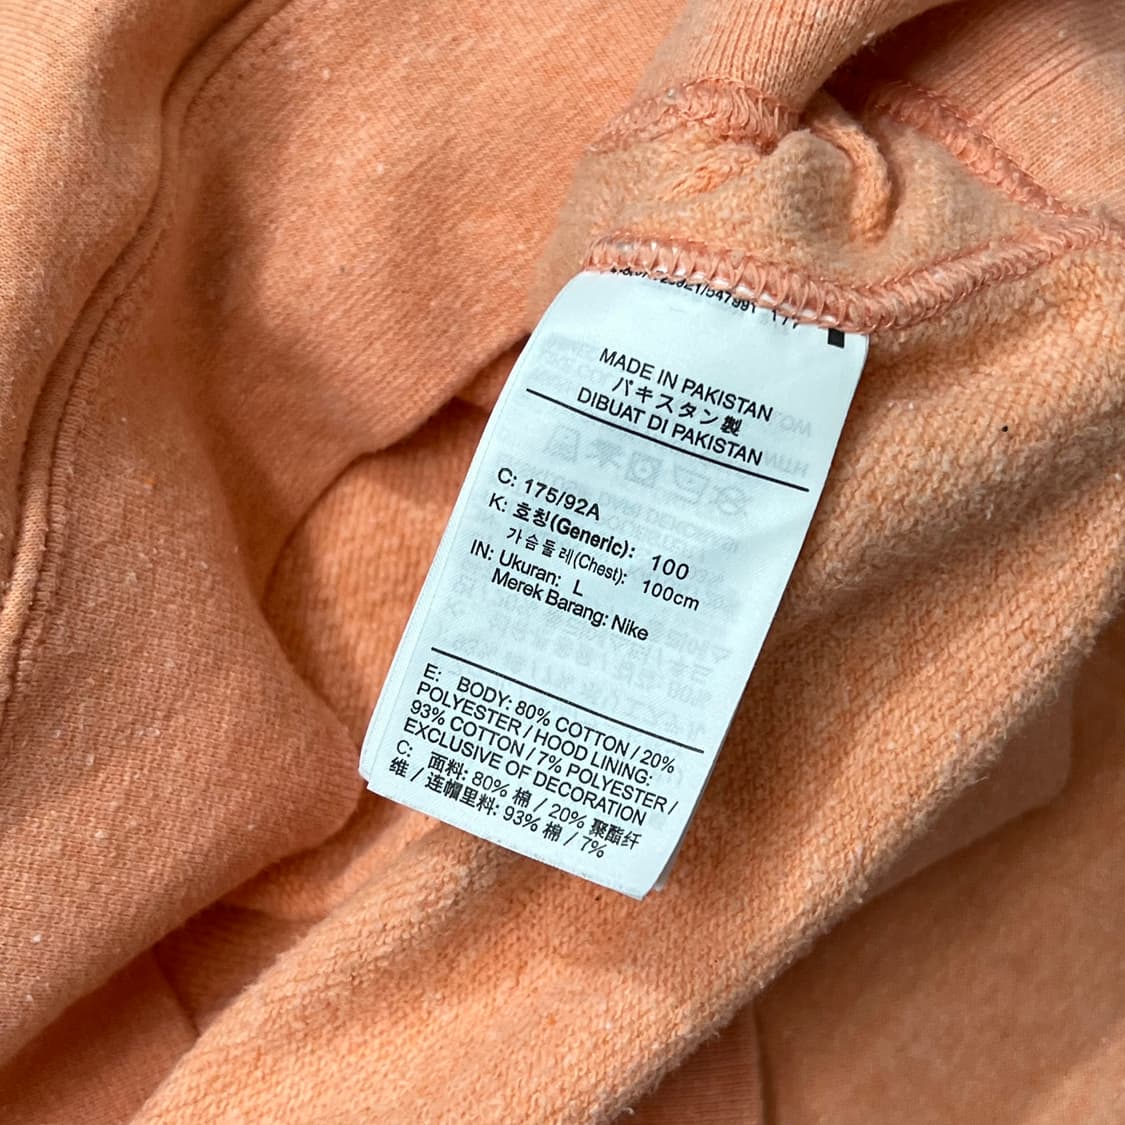 MADE IN PAKISTAN
パキスタン製
DIBUAT DI PAKISTAN
C: 175/92A
K: 호칭(Generic): 100
가슴둘레(Chest): 100cm
IN: Ukuran: L
Merek Barang: Nike
E: BODY: 80% COTTON / 20%
POLYESTER / HOOD LINING:
93% COTTON / 7% POLYESTER /
EXCLUSIVE OF DECORATION
C: 面料: 80% 棉 / 20% 聚酯纤
维 / 连帽里料: 93% 棉 / 7%